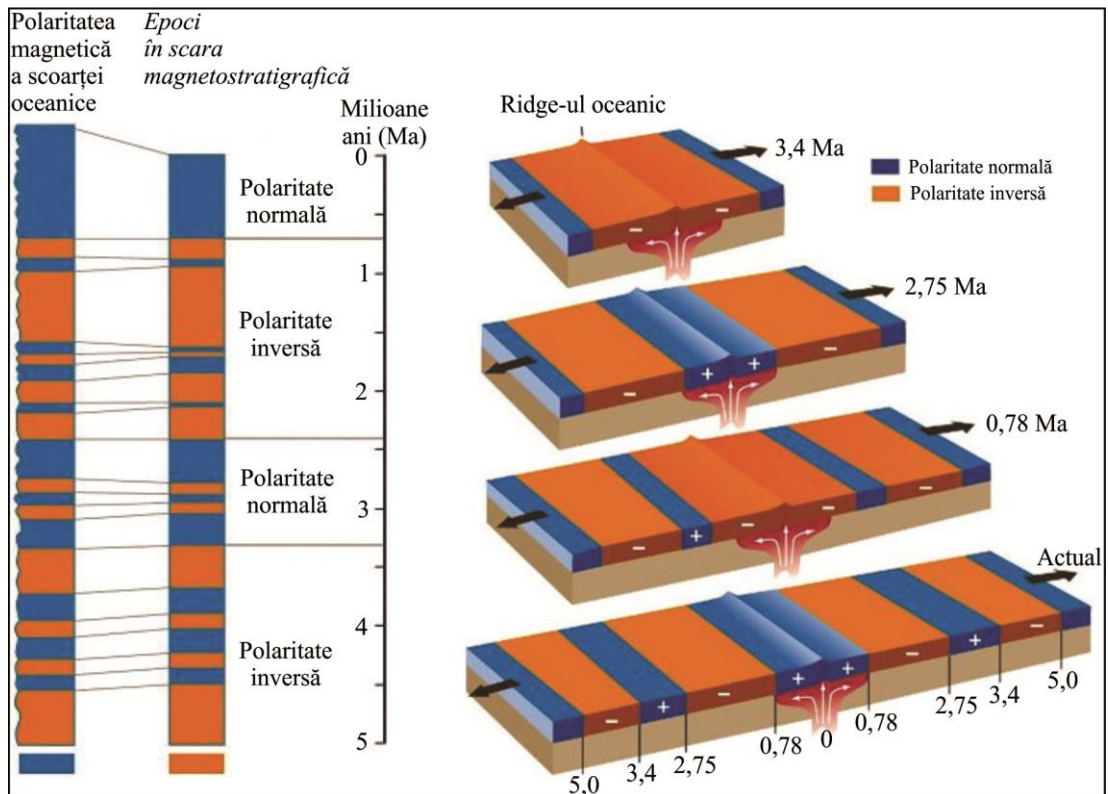 Polaritatea
magnetică
a scoarței
oceanice
Epoci
în scara
magnetostratigrafică
Milioane
ani (Ma)
0
1
2
3
4
5
Polaritate
normală
Polaritate
inversă
Polaritate
normală
Polaritate
inversă
Ridge-ul oceanic
3,4 Ma
Polaritate normală
Polaritate inversă
− −
2,75 Ma
− + + −
0,78 Ma
− + − − −
Actual
− + − + + − + −
5,0 3,4 2,75 0,78 0 0,78 2,75 3,4 5,0